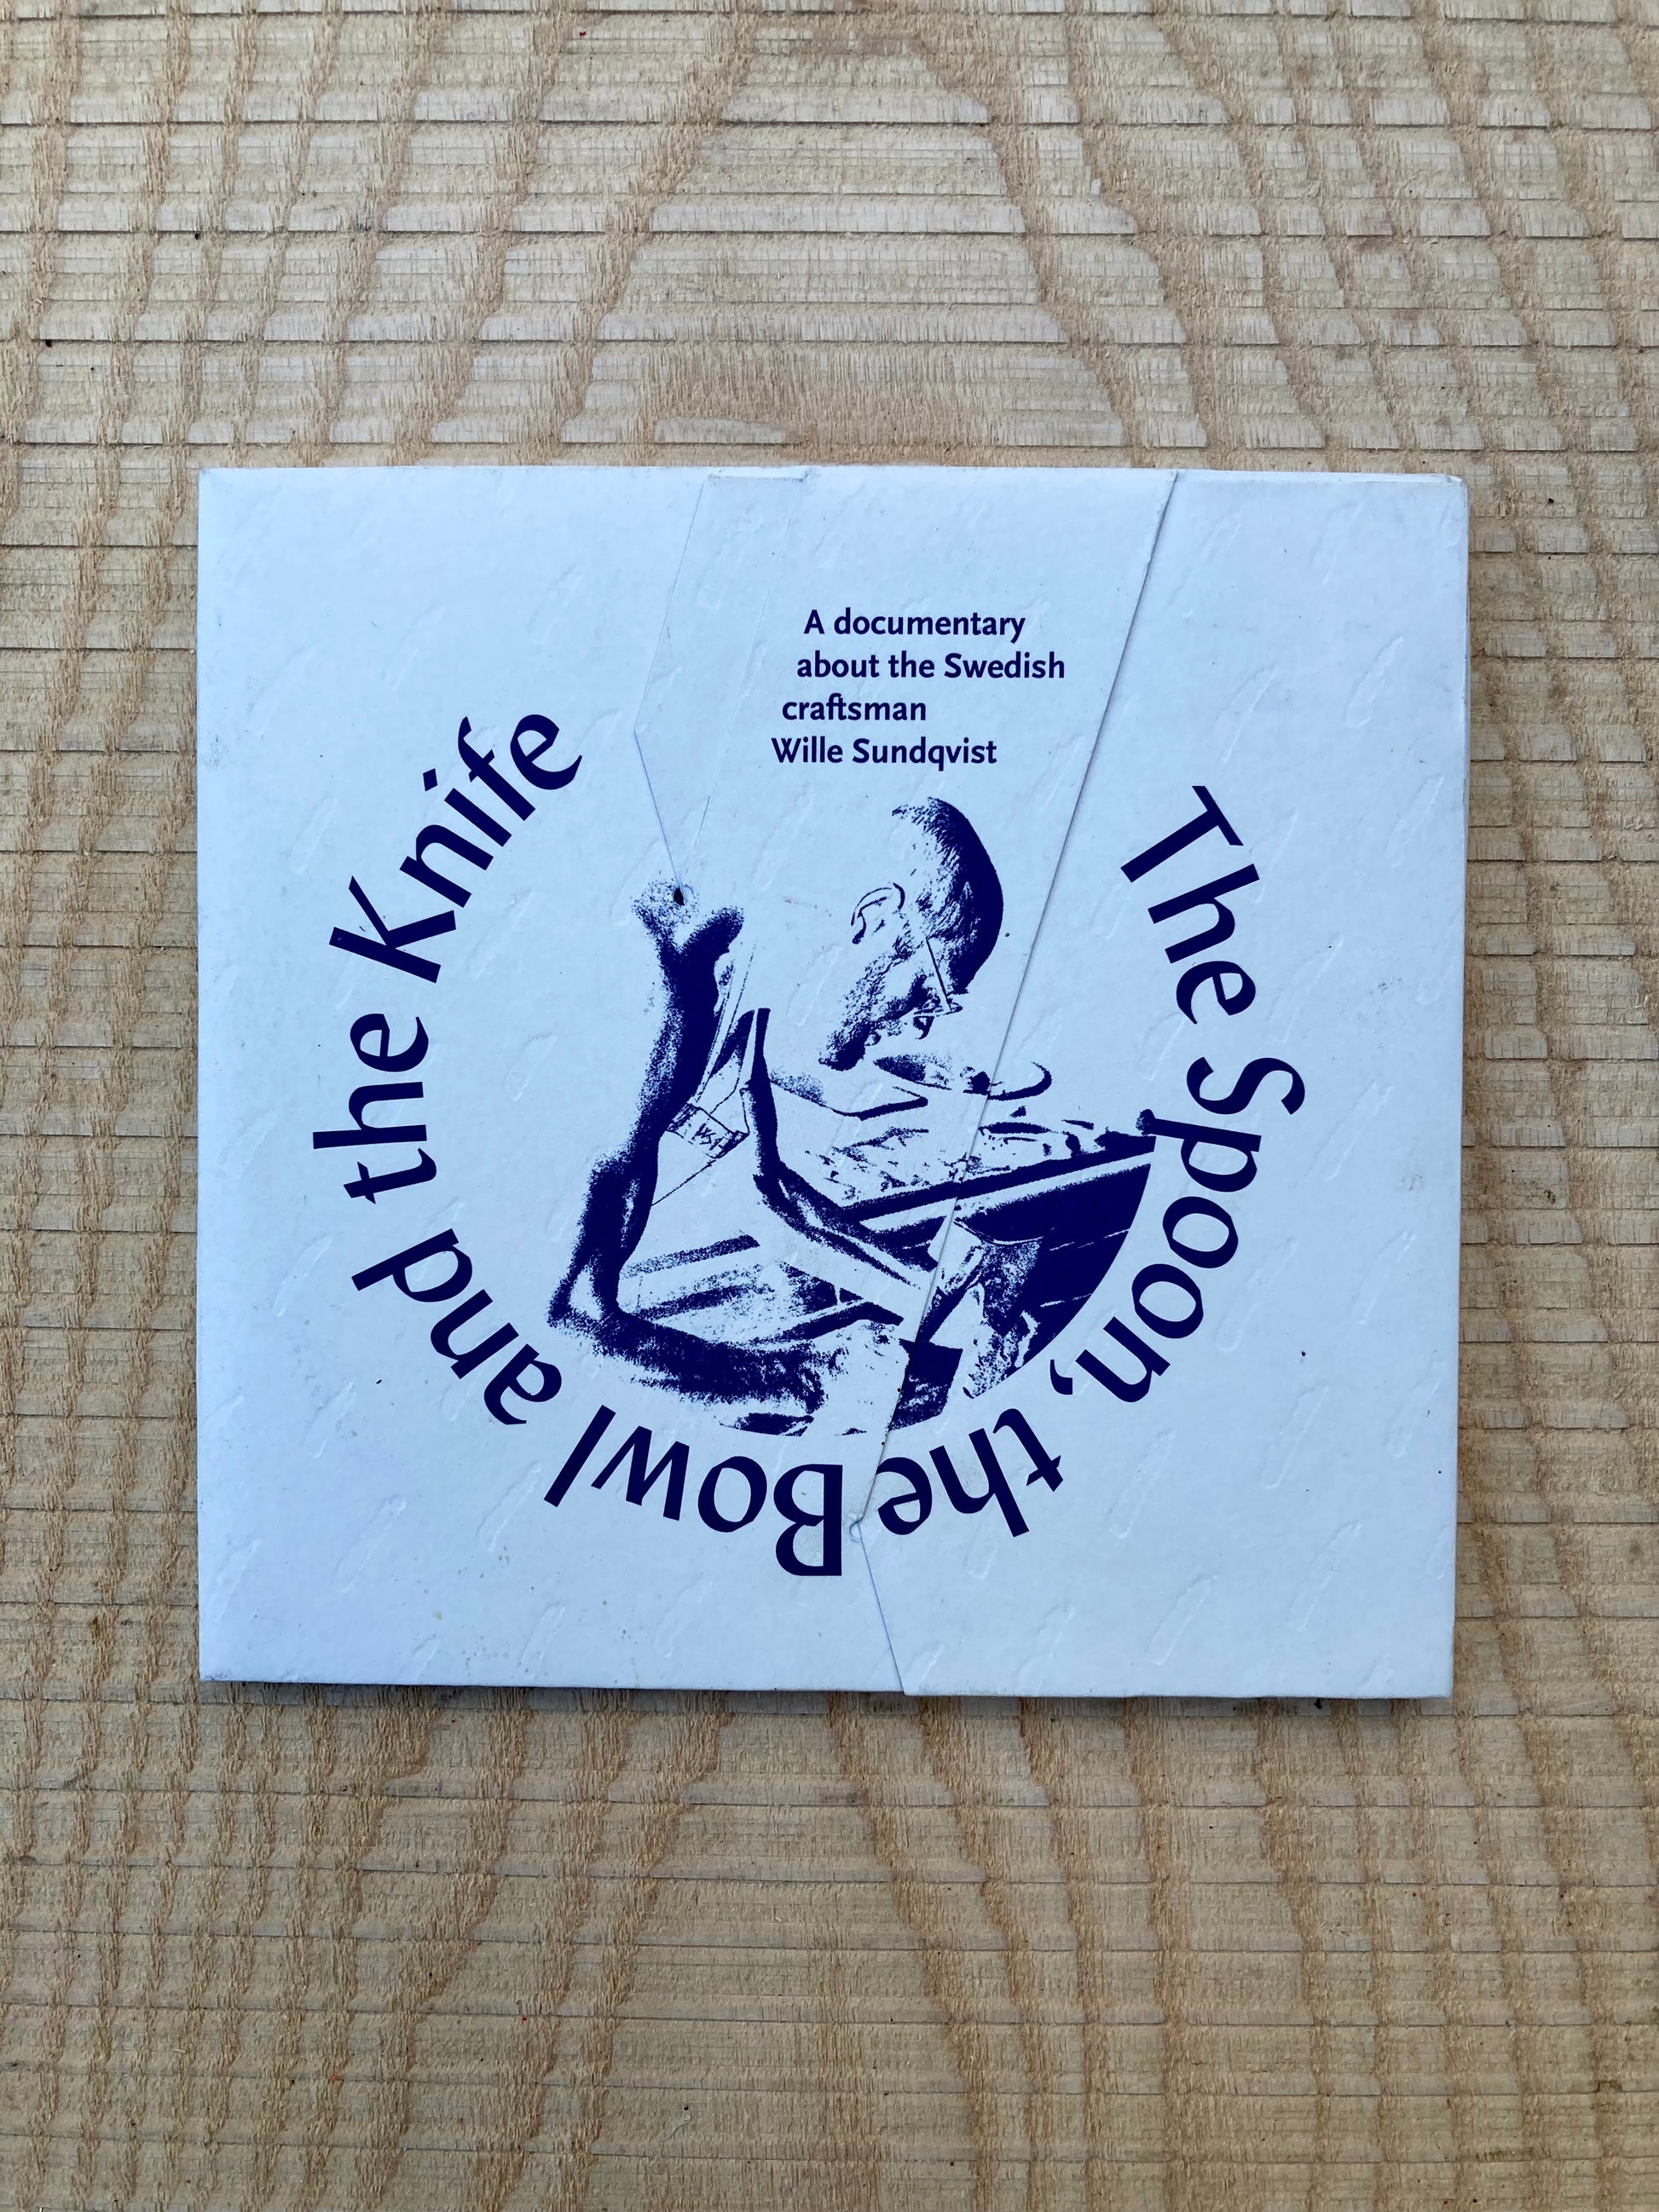 A documentary
about the Swedish
craftsman
Wille Sundqvist
The Spoon, the Bowl and the Knife